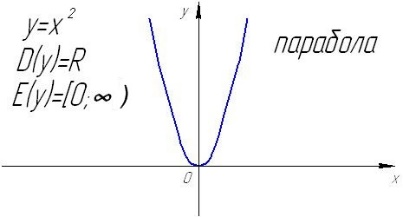 y=x²
D(y)=R
E(y)=[0;∞)
парабола
y
0
x